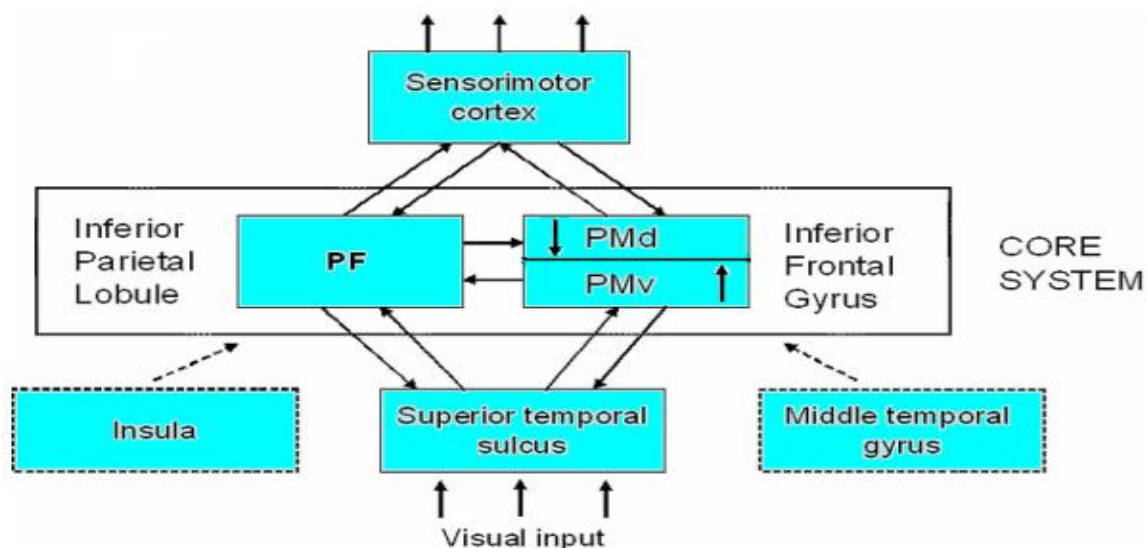 Sensorimotor
cortex
Inferior
Parietal
Lobule
PF
PMd
PMv
Inferior
Frontal
Gyrus
CORE
SYSTEM
Insula
Superior temporal
sulcus
Middle temporal
gyrus
Visual input